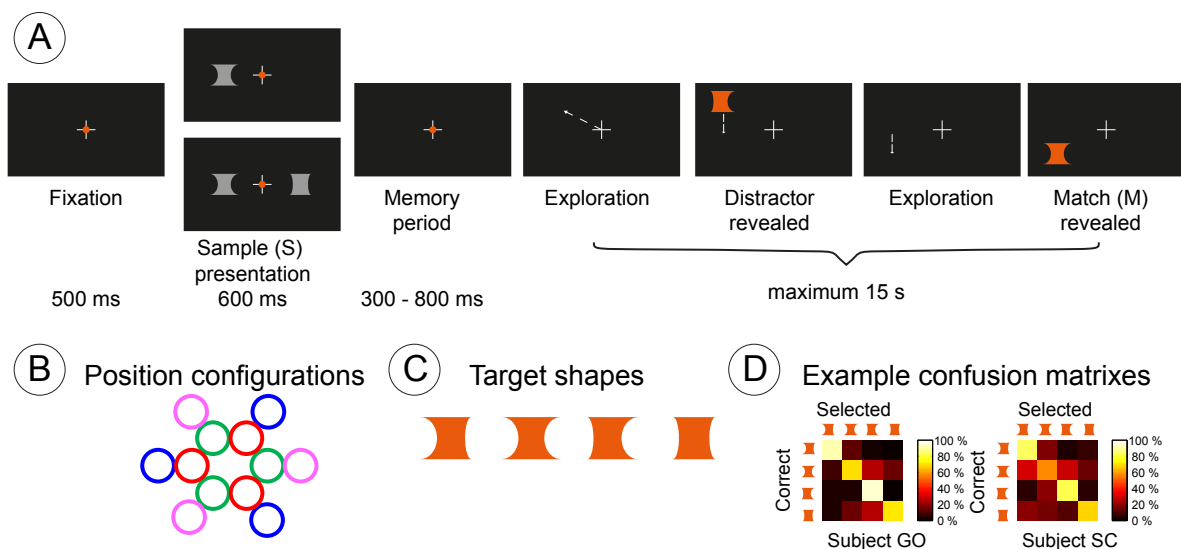 A
Fixation
Sample (S)
presentation
Memory
period
Exploration
Distractor
revealed
Exploration
Match (M)
revealed
500 ms
600 ms
300 - 800 ms
maximum 15 s
B
Position configurations
C
Target shapes
D
Example confusion matrixes
Selected
Correct
100 %
80 %
60 %
40 %
20 %
0 %
Subject GO
Selected
Correct
100 %
80 %
60 %
40 %
20 %
0 %
Subject SC